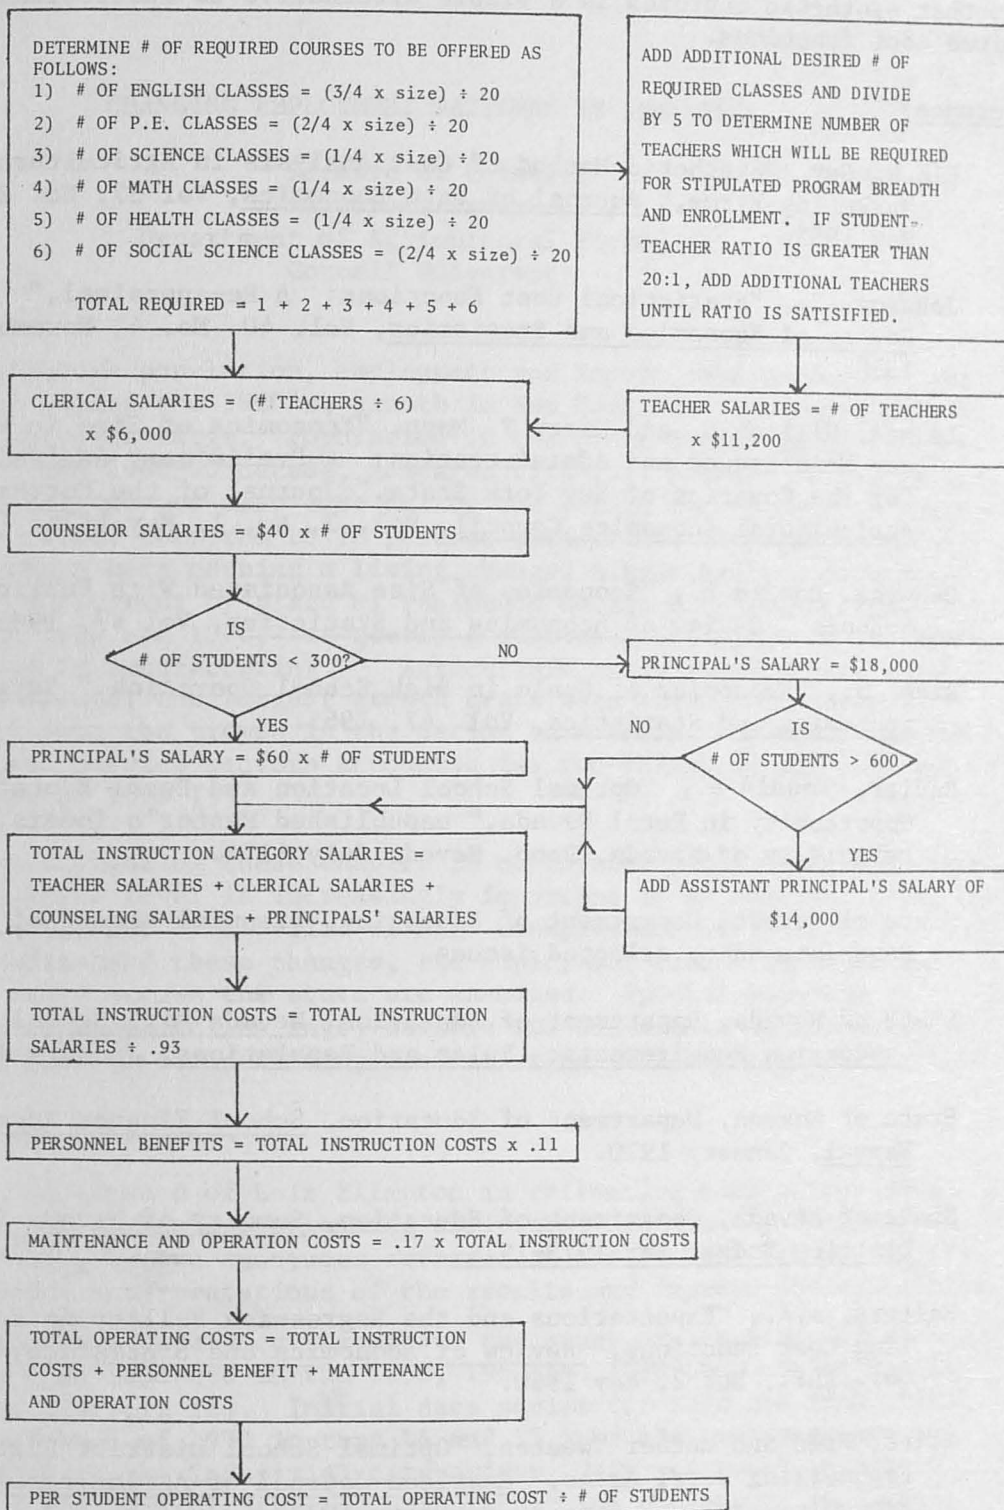 DETERMINE # OF REQUIRED COURSES TO BE OFFERED AS
FOLLOWS:
1) # OF ENGLISH CLASSES = (3/4 x size) ÷ 20
2) # OF P.E. CLASSES = (2/4 x size) ÷ 20
3) # OF SCIENCE CLASSES = (1/4 x size) ÷ 20
4) # OF MATH CLASSES = (1/4 x size) ÷ 20
5) # OF HEALTH CLASSES = (1/4 x size) ÷ 20
6) # OF SOCIAL SCIENCE CLASSES = (2/4 x size) ÷ 20
TOTAL REQUIRED = 1 + 2 + 3 + 4 + 5 + 6
ADD ADDITIONAL DESIRED # OF
REQUIRED CLASSES AND DIVIDE
BY 5 TO DETERMINE NUMBER OF
TEACHERS WHICH WILL BE REQUIRED
FOR STIPULATED PROGRAM BREADTH
AND ENROLLMENT. IF STUDENT-
TEACHER RATIO IS GREATER THAN
20:1, ADD ADDITIONAL TEACHERS
UNTIL RATIO IS SATISIFIED.
TEACHER SALARIES = # OF TEACHERS
x $11,200
CLERICAL SALARIES = (# TEACHERS ÷ 6)
x $6,000
COUNSELOR SALARIES = $40 x # OF STUDENTS
IS
# OF STUDENTS < 300?
NO
YES
PRINCIPAL'S SALARY = $18,000
PRINCIPAL'S SALARY = $60 x # OF STUDENTS
NO
IS
# OF STUDENTS > 600
YES
ADD ASSISTANT PRINCIPAL'S SALARY OF
$14,000
TOTAL INSTRUCTION CATEGORY SALARIES =
TEACHER SALARIES + CLERICAL SALARIES +
COUNSELING SALARIES + PRINCIPALS' SALARIES
TOTAL INSTRUCTION COSTS = TOTAL INSTRUCTION
SALARIES ÷ .93
PERSONNEL BENEFITS = TOTAL INSTRUCTION COSTS x .11
MAINTENANCE AND OPERATION COSTS = .17 x TOTAL INSTRUCTION COSTS
TOTAL OPERATING COSTS = TOTAL INSTRUCTION
COSTS + PERSONNEL BENEFIT + MAINTENANCE
AND OPERATION COSTS
PER STUDENT OPERATING COST = TOTAL OPERATING COST ÷ # OF STUDENTS